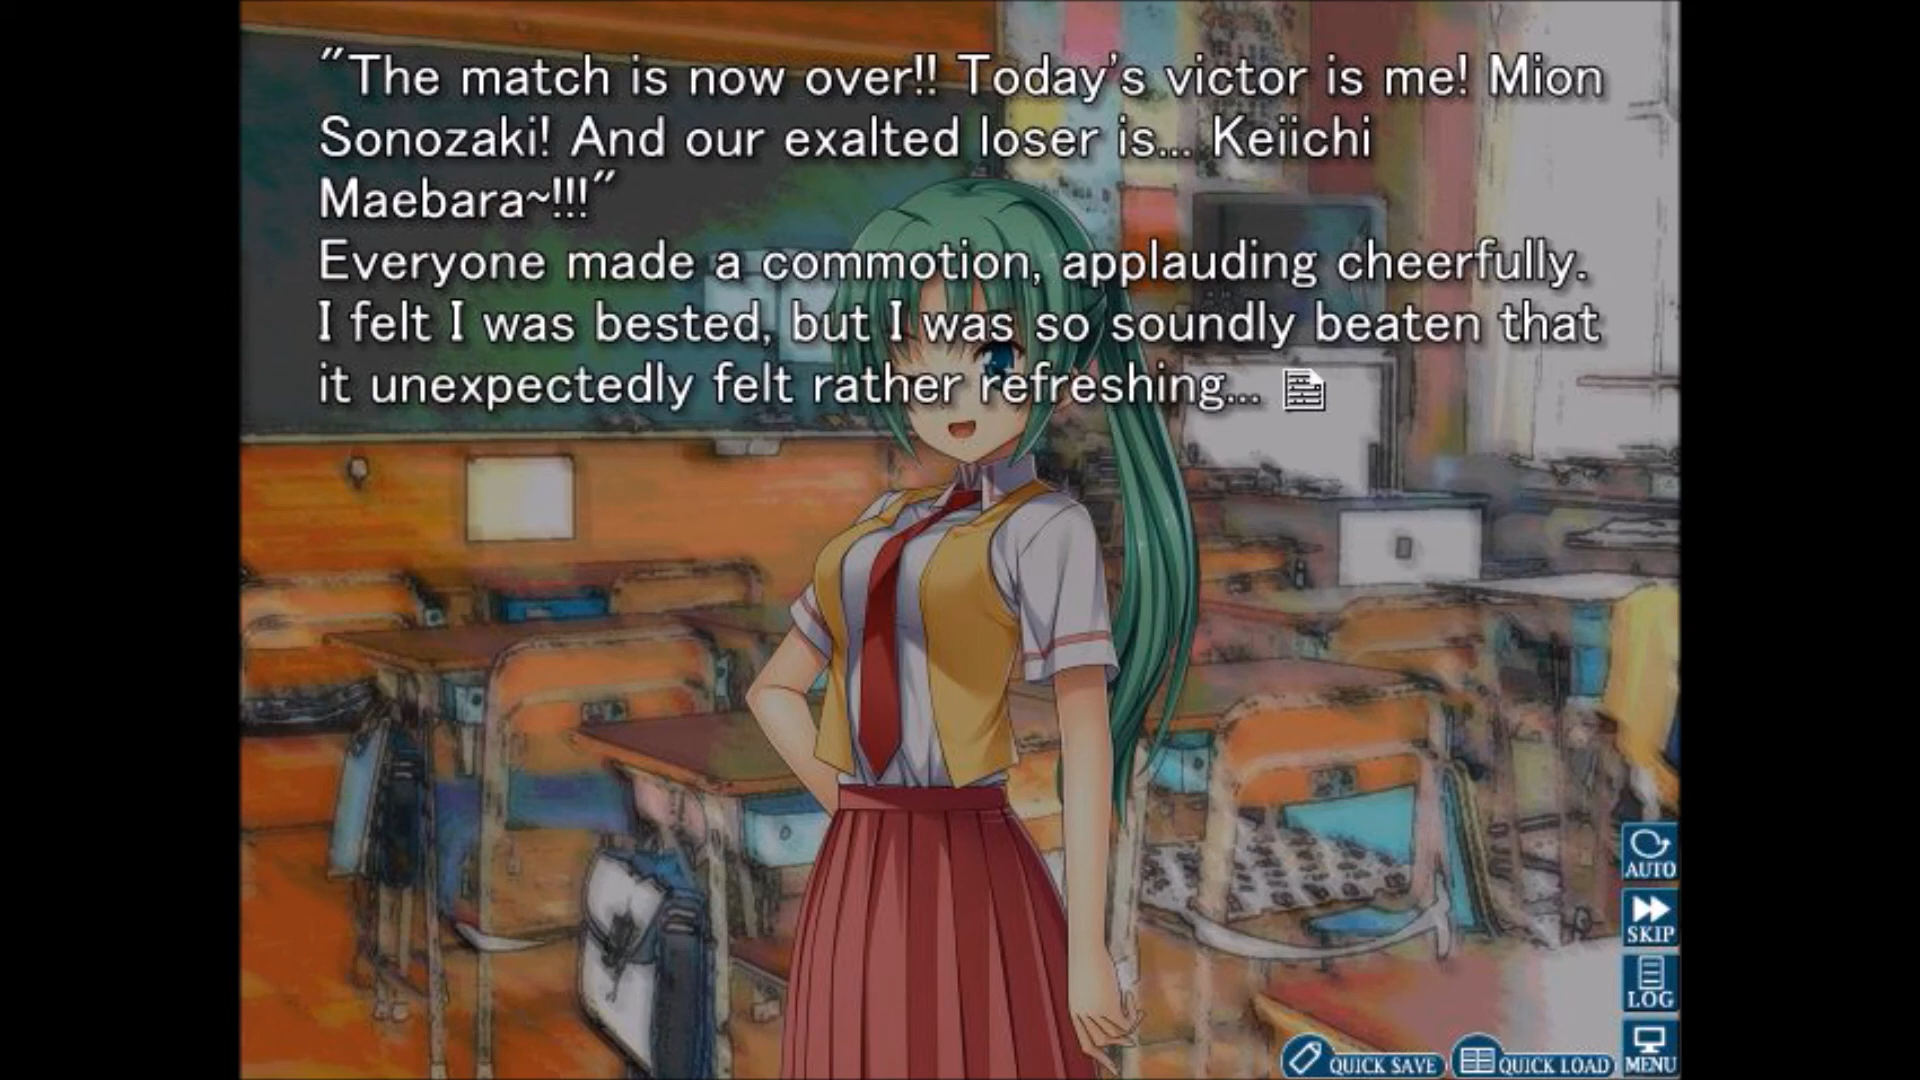 "The match is now over!! Today's victor is me! Mion
Sonozaki! And our exalted loser is... Keiichi
Maebara~!!!"
Everyone made a commotion, applauding cheerfully.
I felt I was bested, but I was so soundly beaten that
it unexpectedly felt rather refreshing...
AUTO
SKIP
LOG
QUICK SAVE QUICK LOAD MENU